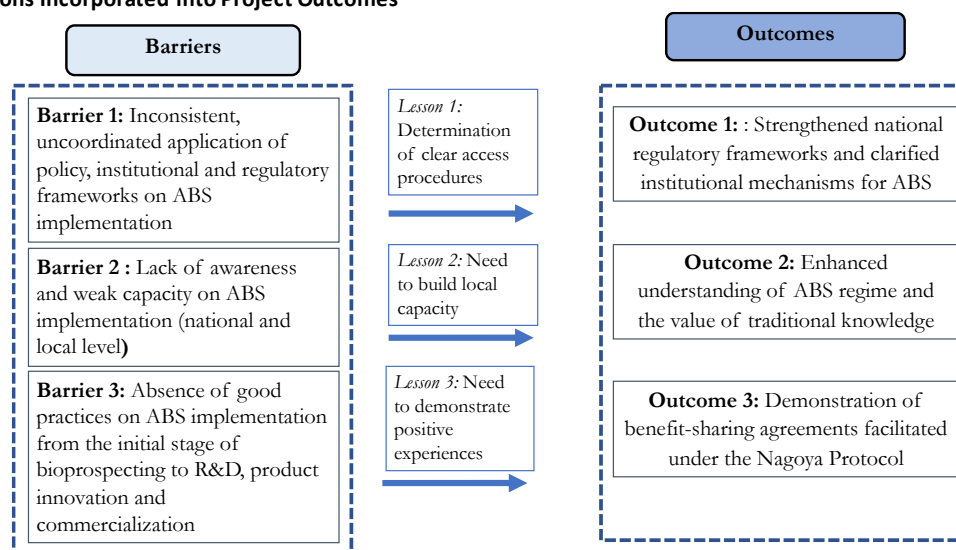 ons Incorporated into Project Outcomes
Barriers
Outcomes
Barrier 1: Inconsistent,
uncoordinated application of
policy, institutional and regulatory
frameworks on ABS
implementation
Lesson 1:
Determination
of clear access
procedures
Outcome 1: : Strengthened national
regulatory frameworks and clarified
institutional mechanisms for ABS
Barrier 2 : Lack of awareness
and weak capacity on ABS
implementation (national and
local level)
Lesson 2: Need
to build local
capacity
Outcome 2: Enhanced
understanding of ABS regime and
the value of traditional knowledge
Barrier 3: Absence of good
practices on ABS implementation
from the initial stage of
bioprospecting to R&D, product
innovation and
commercialization
Lesson 3: Need
to demonstrate
positive
experiences
Outcome 3: Demonstration of
benefit-sharing agreements facilitated
under the Nagoya Protocol